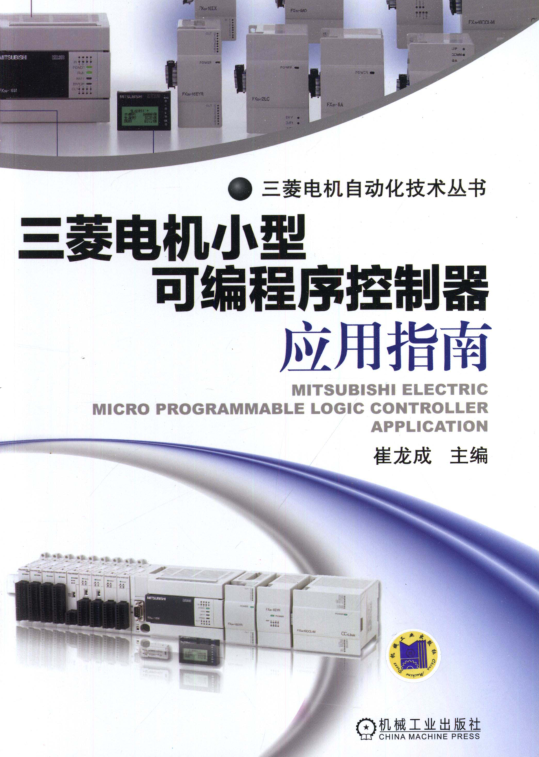 MITSUBISHI
三菱电机自动化技术丛书
三菱电机小型
可编程序控制器
应用指南
MITSUBISHI ELECTRIC
MICRO PROGRAMMABLE LOGIC CONTROLLER
APPLICATION
崔龙成 主编
MITSUBISHI
机械工业出版社
CHINA MACHINE PRESS